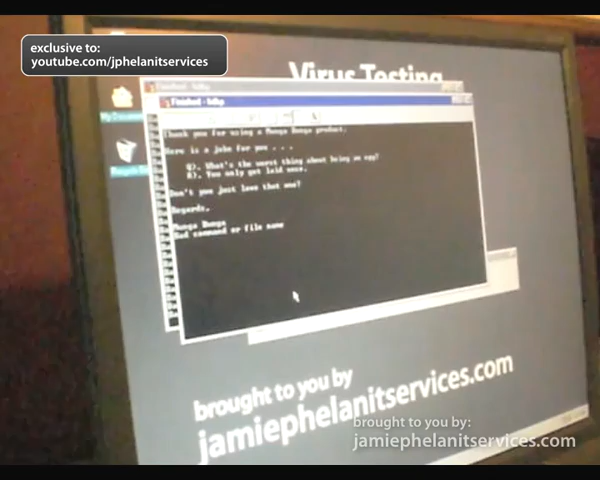 exclusive to:
youtube.com/jphelanitservices
Virus Testing
Finished - 
Finished - 
Thank you for using a Munga Bunga product.
Here is a joke for you . . .
Q). What's the worst thing about being an egg?
A). You only get laid once.
Don't you just love that one?
Regards,
Munga Bunga
Bad command or file name
brought to you by
jamiephelanitservices.com
brought to you by:
jamiephelanitservices.com